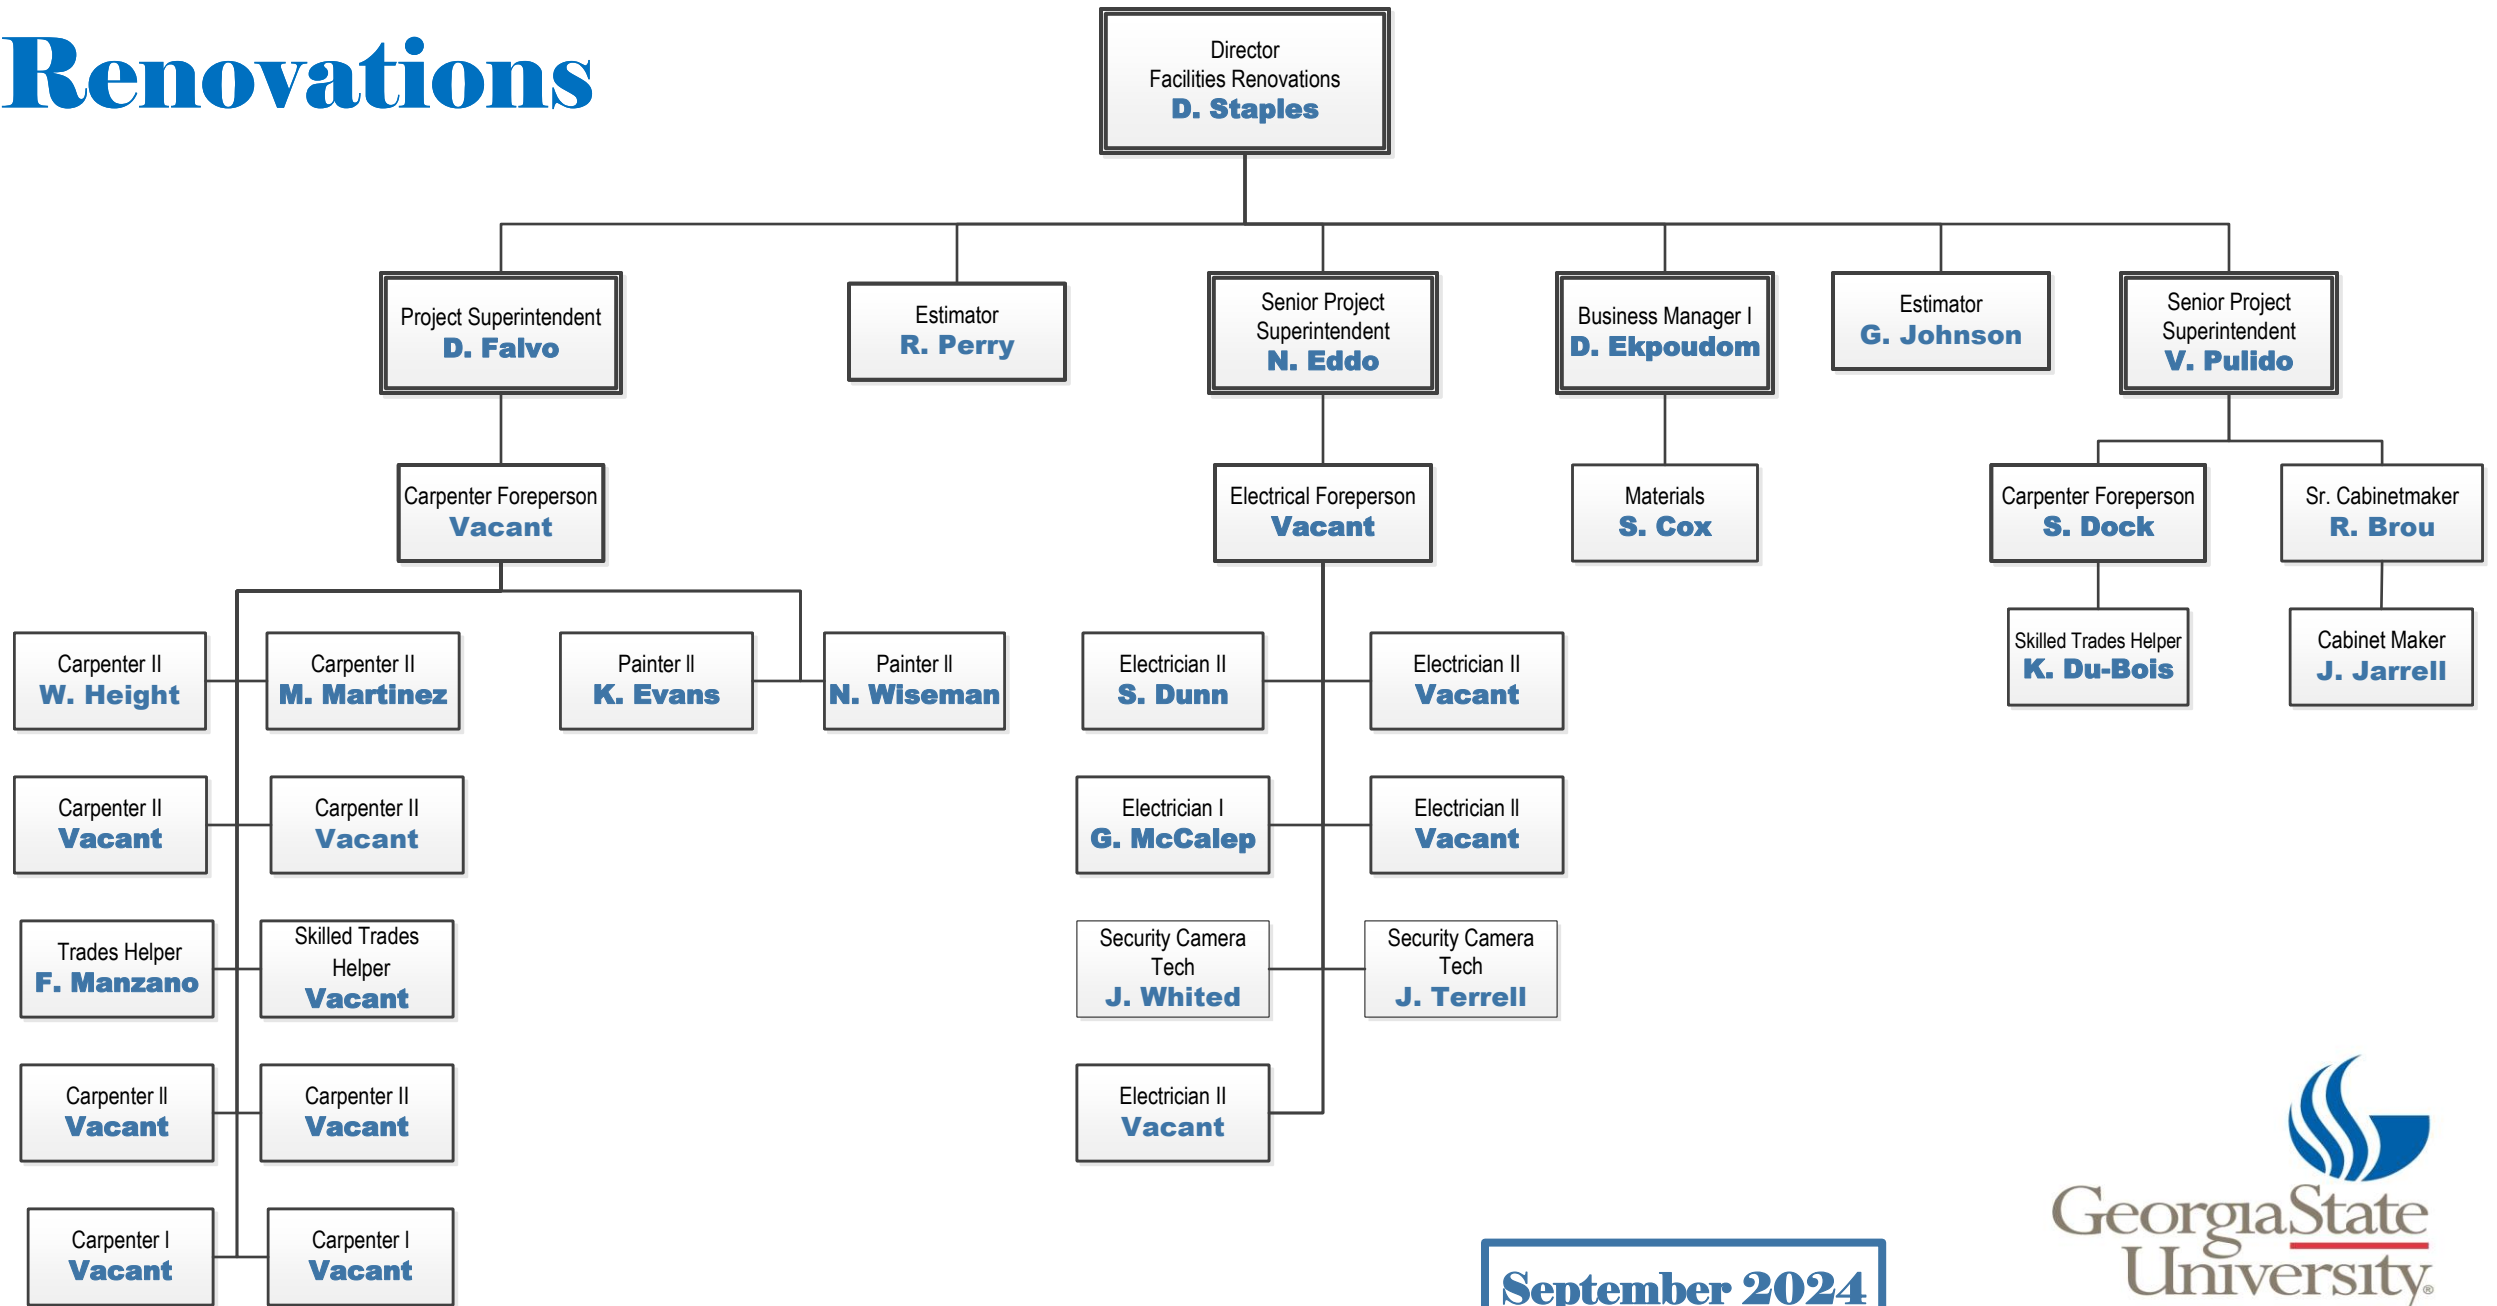 Renovations
Director
Facilities Renovations
D. Staples
Project Superintendent
D. Falvo
Estimator
R. Perry
Senior Project
Superintendent
N. Eddo
Business Manager I
D. Ekpoudom
Estimator
G. Johnson
Senior Project
Superintendent
V. Pulido
Carpenter Foreperson
Vacant
Electrical Foreperson
Vacant
Materials
S. Cox
Carpenter Foreperson
S. Dock
Sr. Cabinetmaker
R. Brou
Carpenter II
W. Height
Carpenter II
M. Martinez
Painter II
K. Evans
Painter II
N. Wiseman
Electrician II
S. Dunn
Electrician II
Vacant
Skilled Trades Helper
K. Du-Bois
Cabinet Maker
J. Jarrell
Carpenter II
Vacant
Carpenter II
Vacant
Electrician I
G. McCalep
Electrician II
Vacant
Trades Helper
F. Manzano
Skilled Trades
Helper
Vacant
Security Camera
Tech
J. Whited
Security Camera
Tech
J. Terrell
Carpenter II
Vacant
Carpenter II
Vacant
Electrician II
Vacant
Carpenter I
Vacant
Carpenter I
Vacant
September 2024
GeorgiaState
University®